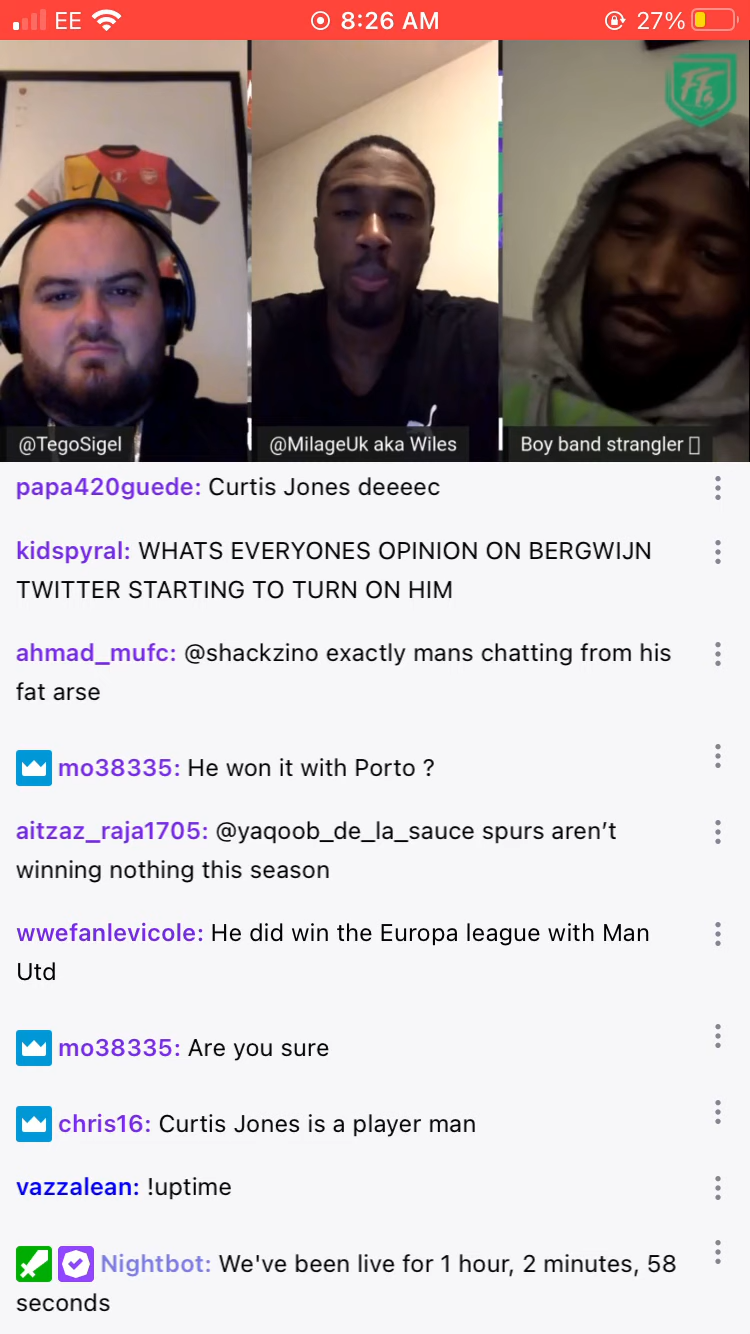 EE 8:26 AM 27%
FFs
@TegoSigel
@MilageUk aka Wiles
Boy band strangler
papa420guede: Curtis Jones deeeec
kidspyral: WHATS EVERYONES OPINION ON BERGWIJN
TWITTER STARTING TO TURN ON HIM
ahmad_mufc: @shackzino exactly mans chatting from his
fat arse
mo38335: He won it with Porto ?
aitzaz_raja1705: @yaqoob_de_la_sauce spurs aren’t
winning nothing this season
wwefanlevicole: He did win the Europa league with Man
Utd
mo38335: Are you sure
chris16: Curtis Jones is a player man
vazzalean: !uptime
Nightbot: We've been live for 1 hour, 2 minutes, 58
seconds